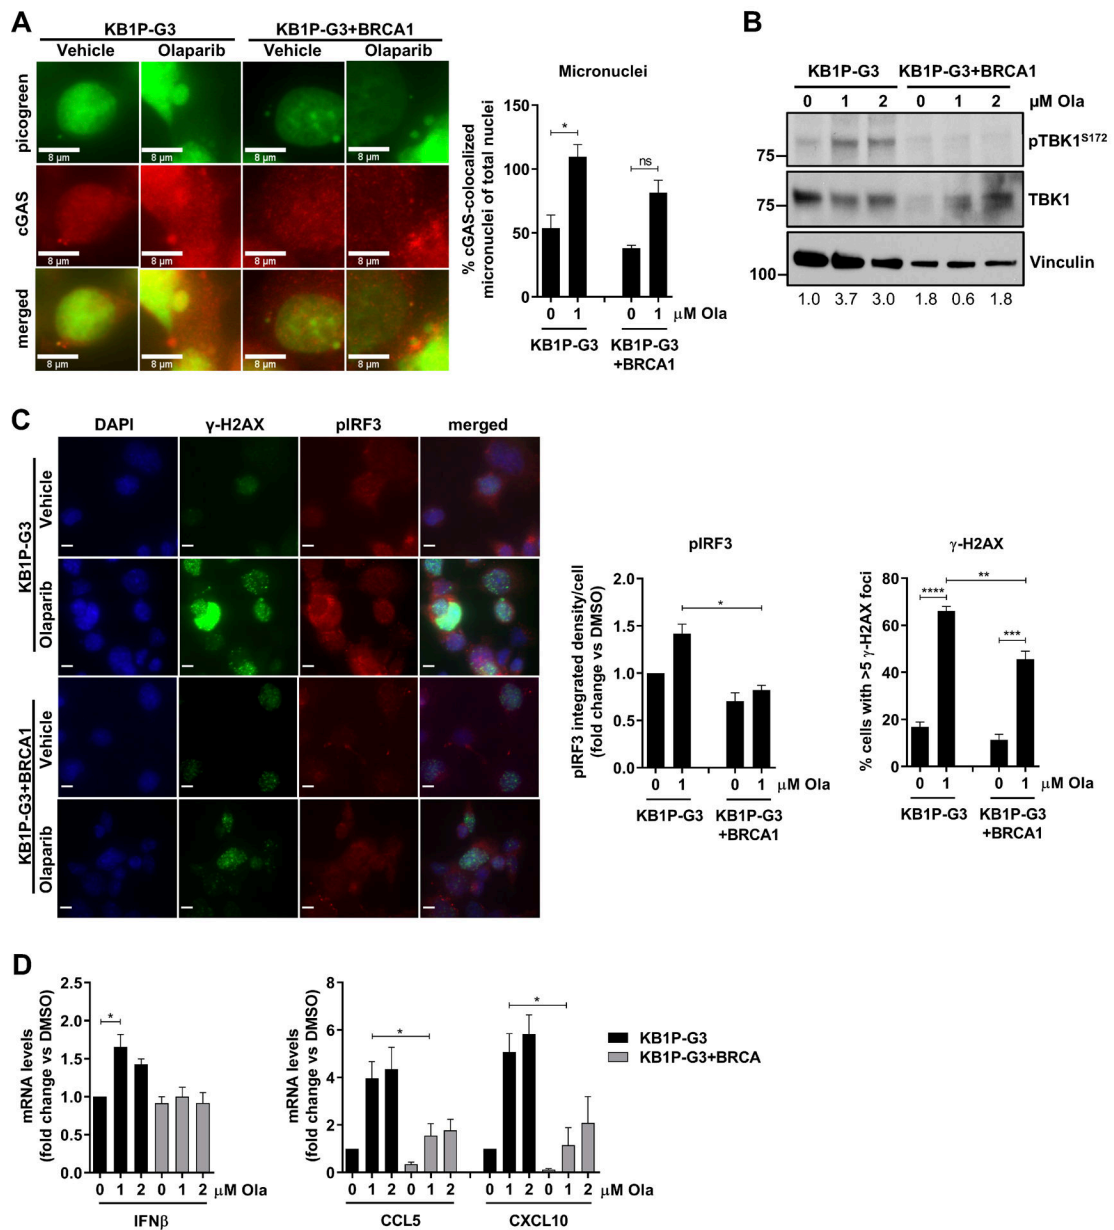 A
KB1P-G3
KB1P-G3+BRCA1
Vehicle
Olaparib
Vehicle
Olaparib
picogreen
8 µm
8 µm
8 µm
8 µm
cGAS
8 µm
8 µm
8 µm
8 µm
merged
8 µm
8 µm
8 µm
8 µm
Micronuclei
% cGAS-colocalized
micronuclei of total nuclei
150
100
50
0
*
ns
0 1 0 1 µM Ola
KB1P-G3
KB1P-G3
+BRCA1
B
KB1P-G3 KB1P-G3+BRCA1
0 1 2 0 1 2 µM Ola
75
pTBK1S172
75
TBK1
100
Vinculin
1.0 3.7 3.0 1.8 0.6 1.8
C
DAPI
γ-H2AX
pIRF3
merged
KB1P-G3
Vehicle
Olaparib
KB1P-G3+BRCA1
Vehicle
Olaparib
pIRF3
pIRF3 integrated density/cell
(fold change vs DMSO)
2.0
1.5
1.0
0.5
0.0
*
0 1 0 1 µM Ola
KB1P-G3
KB1P-G3
+BRCA1
γ-H2AX
% cells with >5 γ-H2AX foci
80
60
40
20
0
****
**
***
0 1 0 1 µM Ola
KB1P-G3
KB1P-G3
+BRCA1
D
mRNA levels
(fold change vs DMSO)
2.5
2.0
1.5
1.0
0.5
0.0
*
0 1 2 0 1 2 µM Ola
IFNβ
mRNA levels
(fold change vs DMSO)
8
6
4
2
0
*
*
0 1 2 0 1 2 0 1 2 0 1 2 µM Ola
CCL5
CXCL10
KB1P-G3
KB1P-G3+BRCA